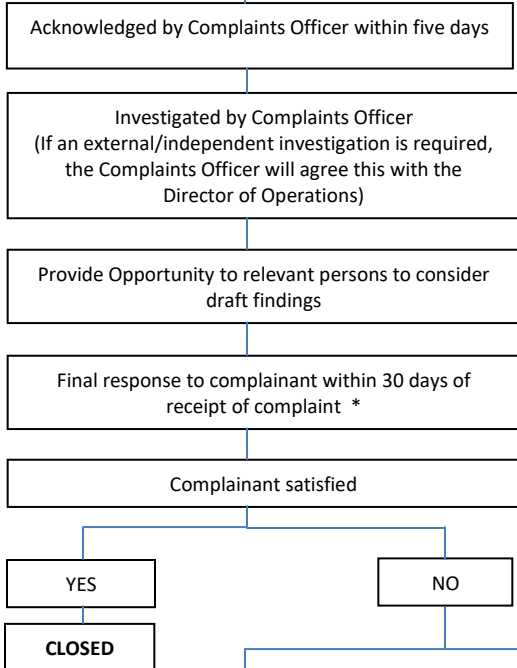 Acknowledged by Complaints Officer within five days
Investigated by Complaints Officer
(If an external/independent investigation is required,
the Complaints Officer will agree this with the
Director of Operations)
Provide Opportunity to relevant persons to consider
draft findings
Final response to complainant within 30 days of
receipt of complaint *
Complainant satisfied
YES
NO
CLOSED